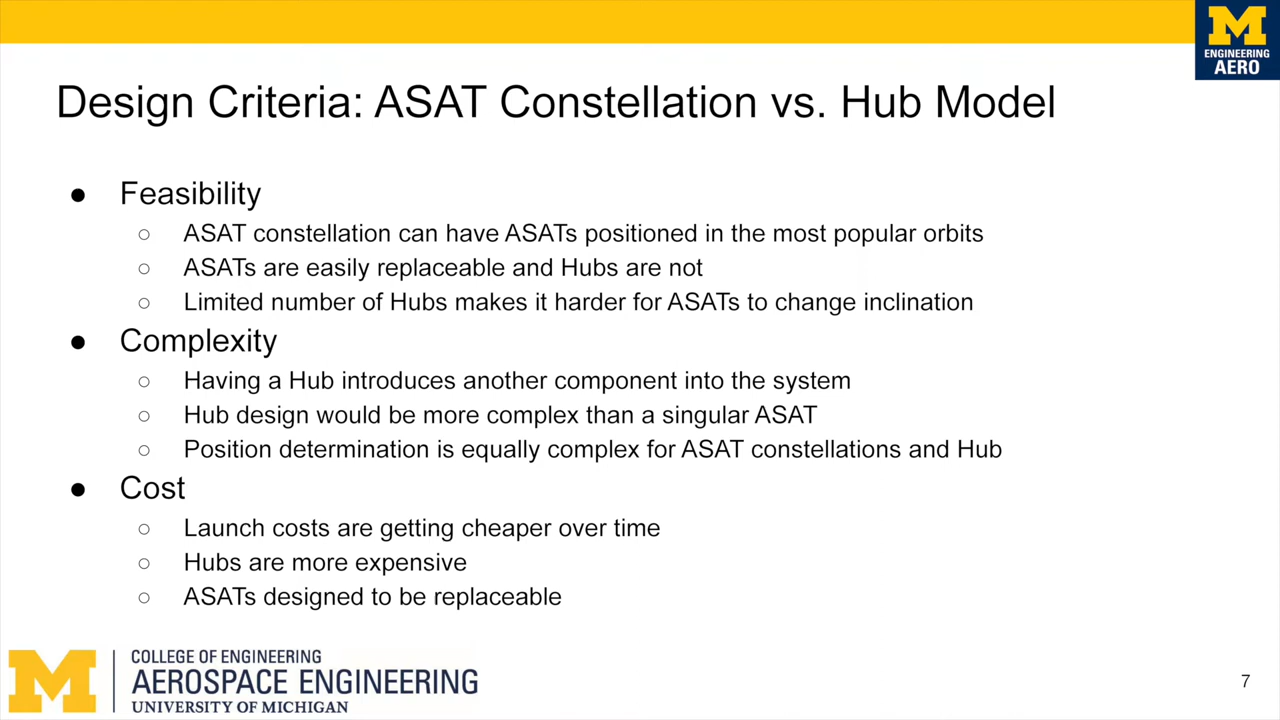 M
ENGINEERING
AERO
Design Criteria: ASAT Constellation vs. Hub Model
● Feasibility
○ ASAT constellation can have ASATs positioned in the most popular orbits
○ ASATs are easily replaceable and Hubs are not
○ Limited number of Hubs makes it harder for ASATs to change inclination
● Complexity
○ Having a Hub introduces another component into the system
○ Hub design would be more complex than a singular ASAT
○ Position determination is equally complex for ASAT constellations and Hub
● Cost
○ Launch costs are getting cheaper over time
○ Hubs are more expensive
○ ASATs designed to be replaceable
M
COLLEGE OF ENGINEERING
AEROSPACE ENGINEERING
UNIVERSITY OF MICHIGAN
7